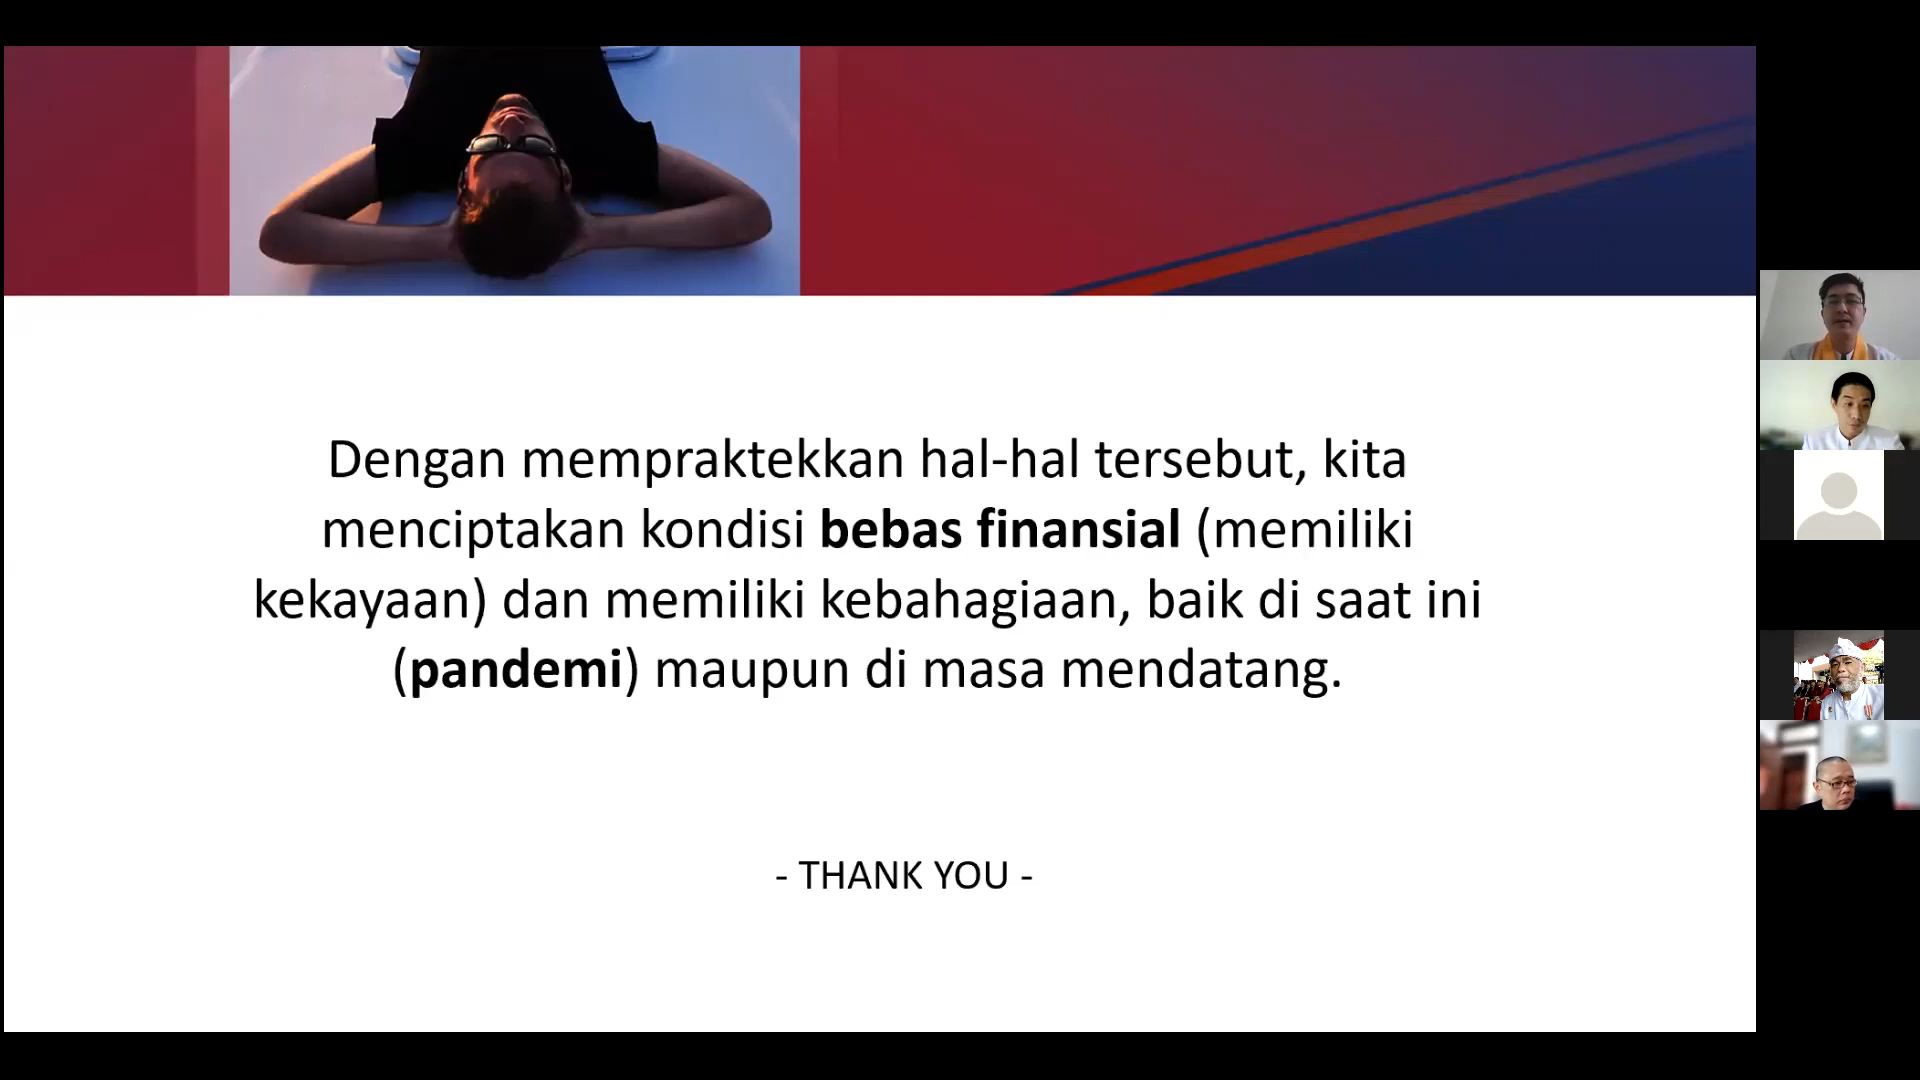 Dengan mempraktekkan hal-hal tersebut, kita
menciptakan kondisi bebas finansial (memiliki
kekayaan) dan memiliki kebahagiaan, baik di saat ini
(pandemi) maupun di masa mendatang.
- THANK YOU -